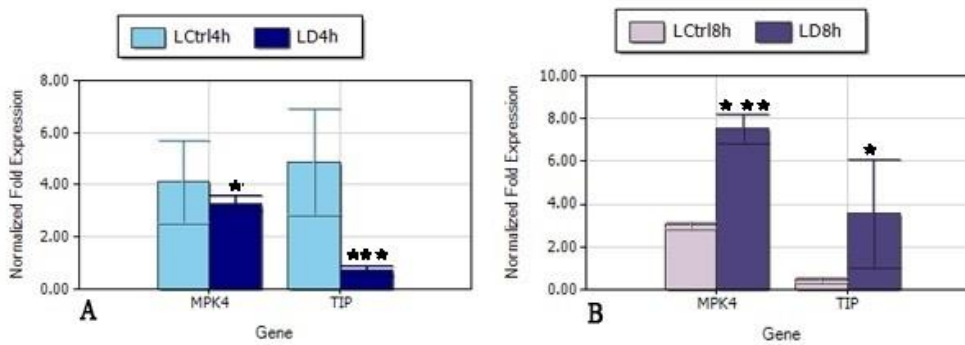 LCtrl4h LD4h
Normalized Fold Expression
8.00
6.00
4.00
2.00
0.00
★
★★★
MPK4 TIP
A
Gene
LCtrl8h LD8h
Normalized Fold Expression
10.00
8.00
6.00
4.00
2.00
0.00
★ ★★
★
MPK4 TIP
B
Gene